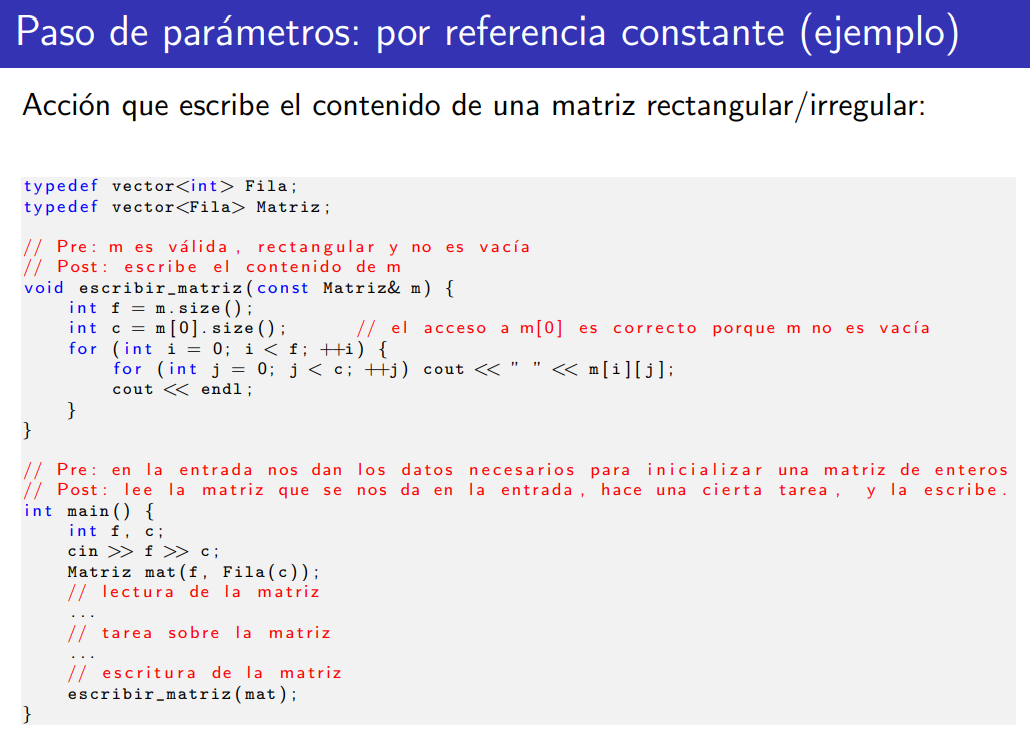 Paso de parámetros: por referencia constante (ejemplo)
Acción que escribe el contenido de una matriz rectangular/irregular:
typedef vector<int> Fila;
typedef vector<Fila> Matriz;
// Pre: m es válida, rectangular y no es vacía
// Post: escribe el contenido de m
void escribir_matriz(const Matriz& m) {
    int f = m.size();
    int c = m[0].size();      // el acceso a m[0] es correcto porque m no es vacía
    for (int i = 0; i < f; ++i) {
        for (int j = 0; j < c; ++j) cout << " " << m[i][j];
        cout << endl;
    }
}
// Pre: en la entrada nos dan los datos necesarios para inicializar una matriz de enteros
// Post: lee la matriz que se nos da en la entrada, hace una cierta tarea, y la escribe.
int main() {
    int f, c;
    cin >> f >> c;
    Matriz mat(f, Fila(c));
    // lectura de la matriz
    ...
    // tarea sobre la matriz
    ...
    // escritura de la matriz
    escribir_matriz(mat);
}